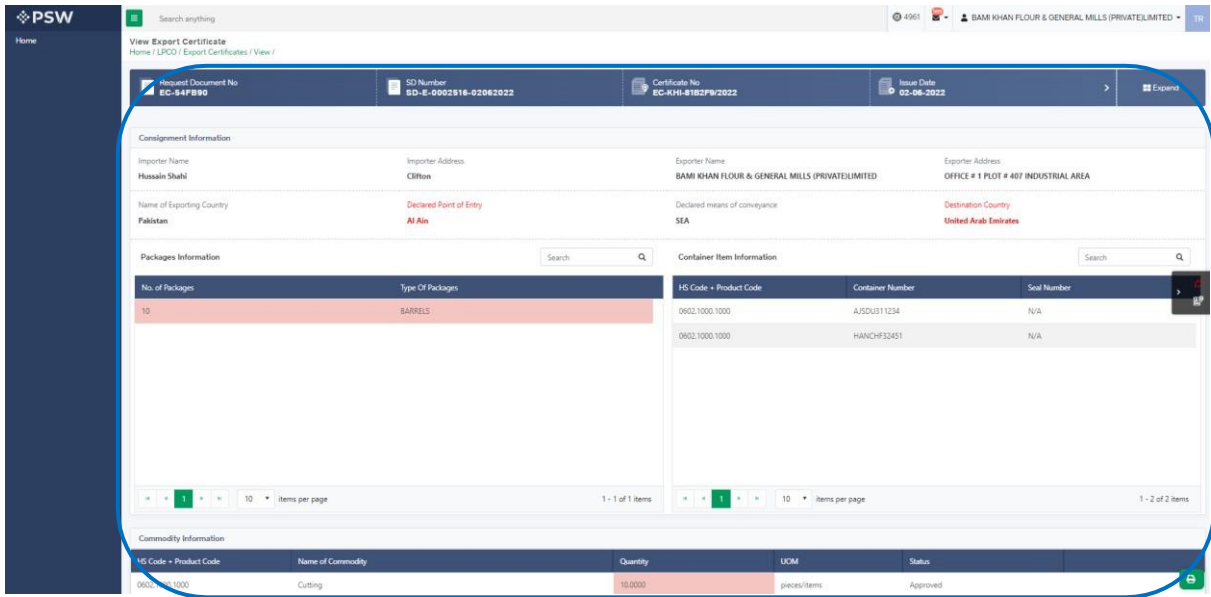 PSW
Search anything
4961
BAMI KHAN FLOUR & GENERAL MILLS (PRIVATE)LIMITED
TR
Home
View Export Certificate
Home / LPCO / Export Certificates / View /
Request Document No
EC-54FB90
SD Number
SD-E-0002516-02062022
Certificate No
EC-KHI-81B2F9/2022
Issue Date
02-06-2022
Expand
Consignment Information
Importer Name
Hussain Shahi
Importer Address
Clifton
Exporter Name
BAMI KHAN FLOUR & GENERAL MILLS (PRIVATE)LIMITED
Exporter Address
OFFICE # 1 PLOT # 407 INDUSTRIAL AREA
Name of Exporting Country
Pakistan
Declared Point of Entry
Al Ain
Declared means of conveyance
SEA
Destination Country
United Arab Emirates
Packages Information
Search
No. of Packages Type Of Packages
10 BARRELS
1 10 items per page 1 - 1 of 1 items
Container Item Information
Search
HS Code + Product Code Container Number Seal Number
0602.1000.1000 AJSDU311234 N/A
0602.1000.1000 HANCHF32451 N/A
1 10 items per page 1 - 2 of 2 items
Commodity Information
HS Code + Product Code Name of Commodity Quantity UOM Status
0602.1000.1000 Cutting 10.0000 pieces/items Approved